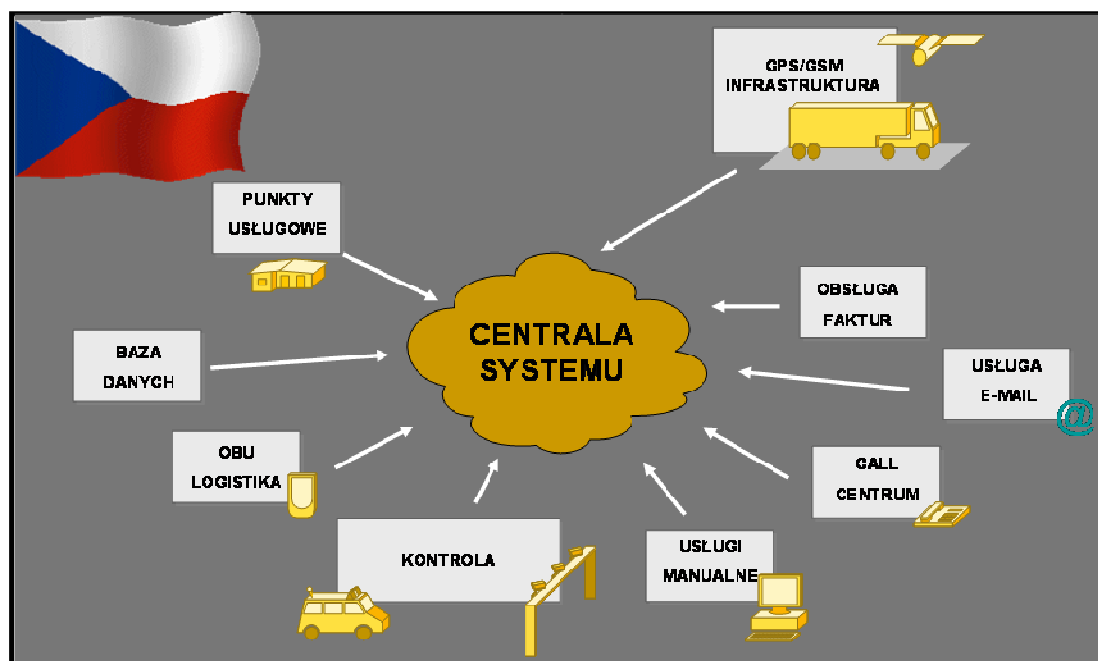 GPS/GSM
INFRASTRUKTURA
PUNKTY
USŁUGOWE
CENTRALA
SYSTEMU
OBSŁUGA
FAKTUR
BAZA
DANYCH
USŁUGA
E-MAIL
@
OBU
LOGISTIKA
CALL
CENTRUM
KONTROLA
USŁUGI
MANUALNE